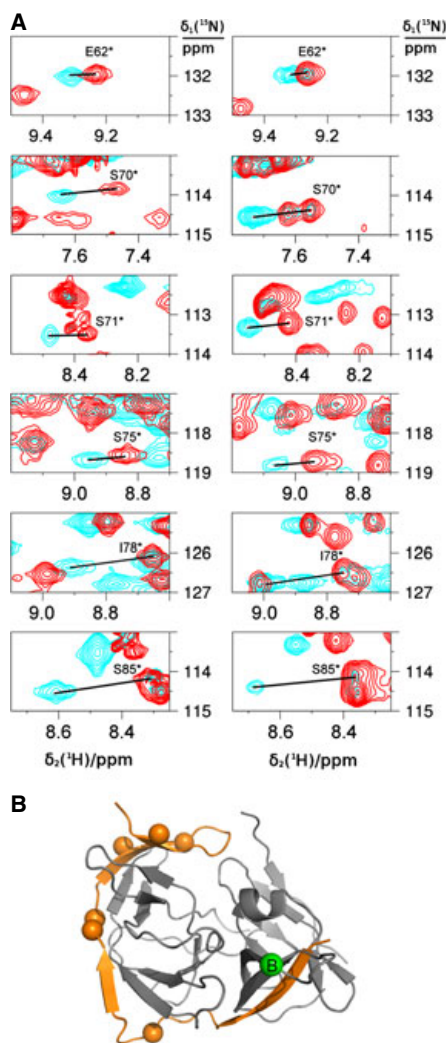 A
δ₁(¹⁵N)
ppm
δ₁(¹⁵N)
ppm
E62*
132
133
9.4 9.2
E62*
132
133
9.4 9.2
S70*
114
115
7.6 7.4
S70*
114
115
7.6 7.4
S71*
113
114
8.4 8.2
S71*
113
114
8.4 8.2
S75*
118
119
9.0 8.8
S75*
118
119
9.0 8.8
I78*
126
127
9.0 8.8
I78*
126
127
9.0 8.8
S85*
114
115
8.6 8.4
S85*
114
115
8.6 8.4
δ₂(¹H)/ppm
δ₂(¹H)/ppm
B
B